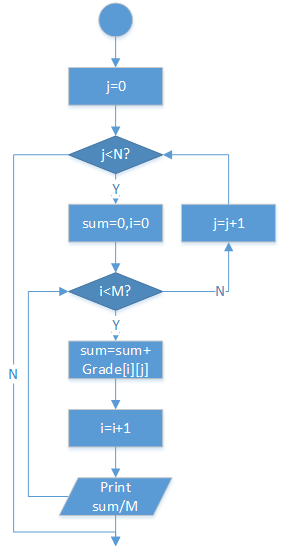 j=0
j<N?
Y
sum=0,i=0
j=j+1
i<M?
N
Y
sum=sum+
Grade[i][j]
N
i=i+1
Print
sum/M